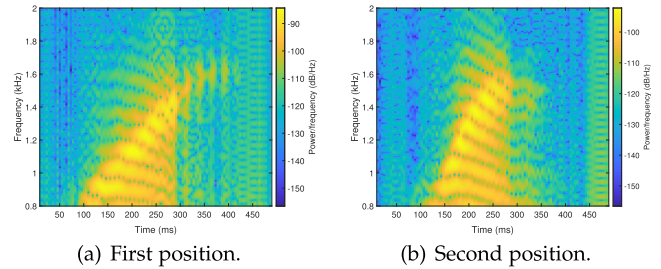 2
1.8
1.6
1.4
1.2
1
0.8
Frequency (kHz)
50 100 150 200 250 300 350 400 450
Time (ms)
-90
-100
-110
-120
-130
-140
-150
Power/frequency (dB/Hz)
(a) First position.
2
1.8
1.6
1.4
1.2
1
0.8
Frequency (kHz)
50 100 150 200 250 300 350 400 450
Time (ms)
-100
-110
-120
-130
-140
-150
Power/frequency (dB/Hz)
(b) Second position.